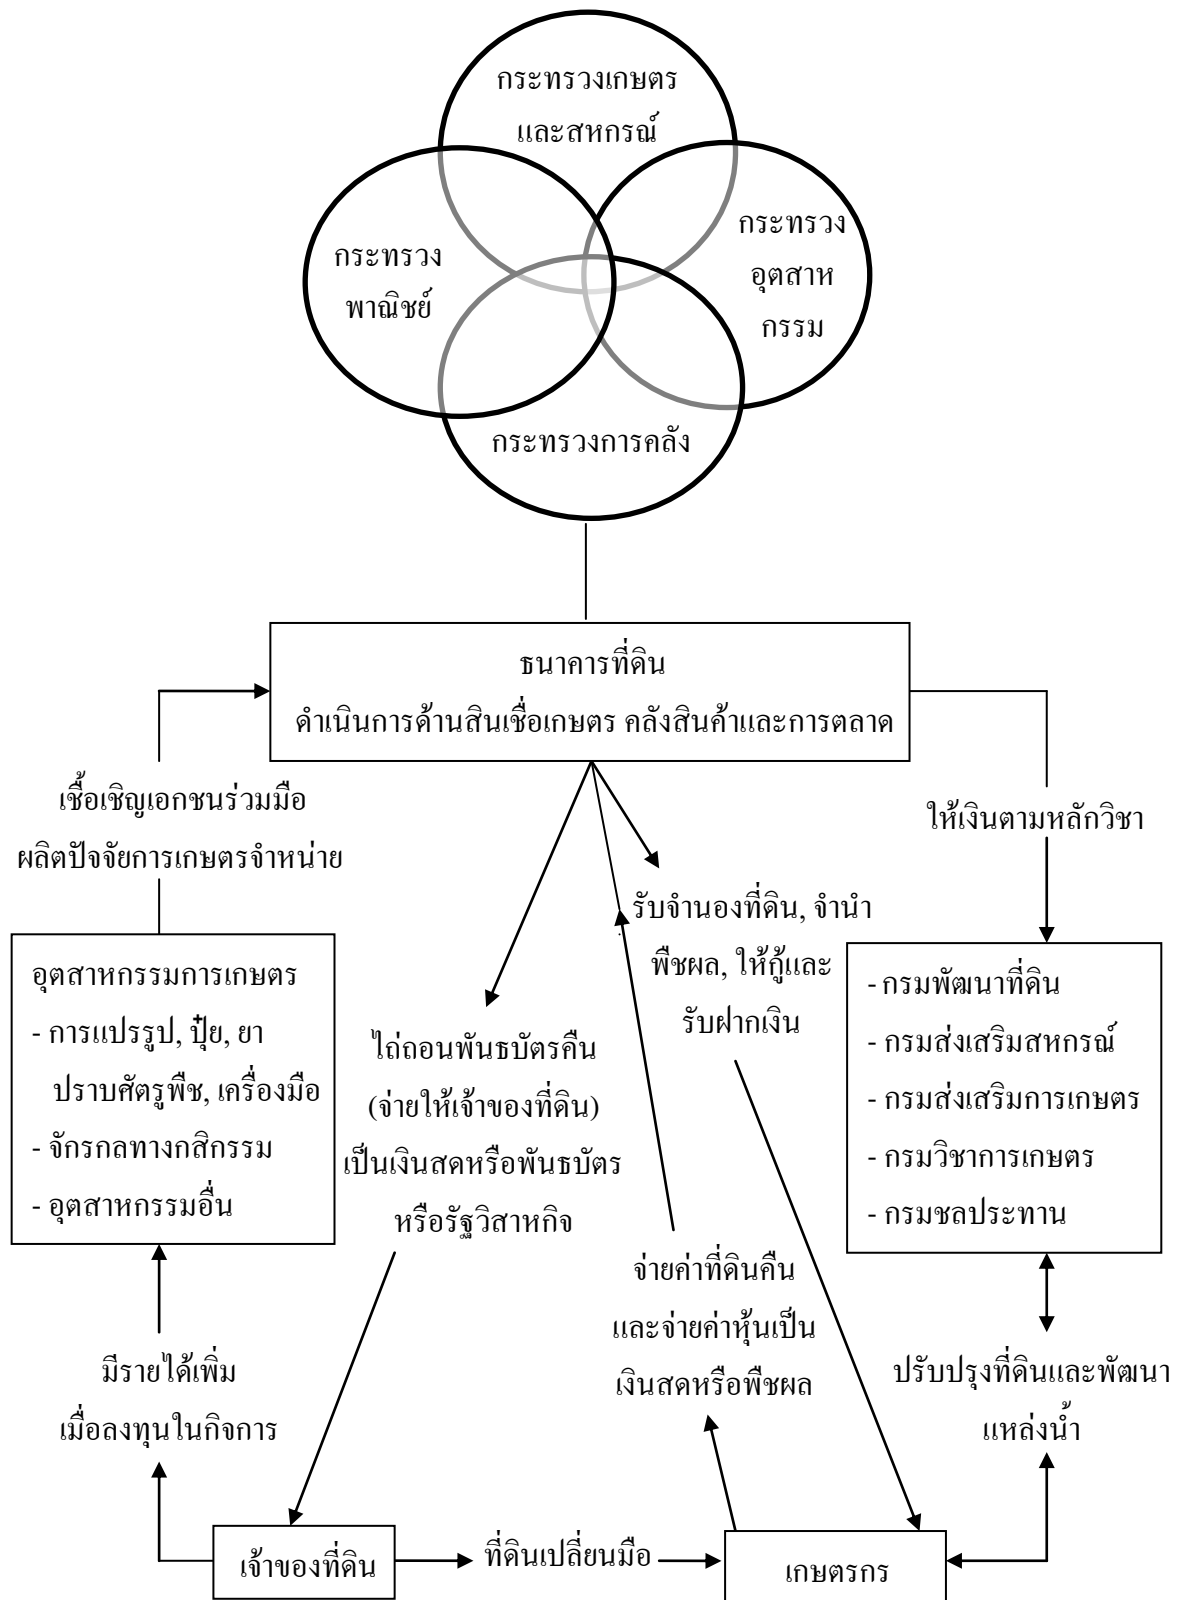 กระทรวงเกษตร
และสหกรณ์
กระทรวง
พาณิชย์
กระทรวง
อุตสาห
กรรม
กระทรวงการคลัง
ธนาคารที่ดิน
ดำเนินการด้านสินเชื่อเกษตร คลังสินค้าและการตลาด
เชื้อเชิญเอกชนร่วมมือ
ผลิตปัจจัยการเกษตรจำหน่าย
ให้เงินตามหลักวิชา
รับจำนองที่ดิน, จำนำ
พืชผล, ให้กู้และ
รับฝากเงิน
อุตสาหกรรมการเกษตร
- การแปรรูป, ปุ๋ย, ยา
ปราบศัตรูพืช, เครื่องมือ
- จักรกลทางกสิกรรม
- อุตสาหกรรมอื่น
ไถ่ถอนพันธบัตรคืน
(จ่ายให้เจ้าของที่ดิน)
เป็นเงินสดหรือพันธบัตร
หรือรัฐวิสาหกิจ
- กรมพัฒนาที่ดิน
- กรมส่งเสริมสหกรณ์
- กรมส่งเสริมการเกษตร
- กรมวิชาการเกษตร
- กรมชลประทาน
จ่ายค่าที่ดินคืน
และจ่ายค่าหุ้นเป็น
เงินสดหรือพืชผล
มีรายได้เพิ่ม
เมื่อลงทุนในกิจการ
ปรับปรุงที่ดินและพัฒนา
แหล่งน้ำ
เจ้าของที่ดิน
ที่ดินเปลี่ยนมือ
เกษตรกร